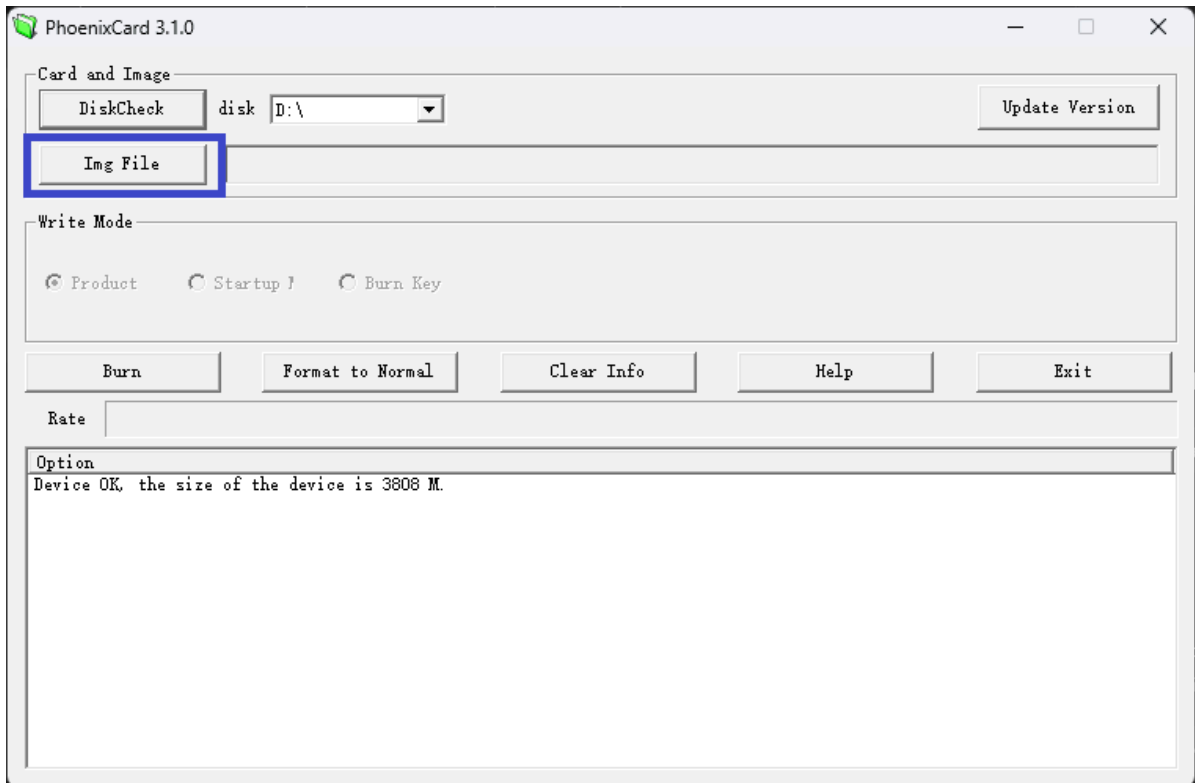 PhoenixCard 3.1.0
Card and Image
DiskCheck disk D:\ Update Version
Img File
Write Mode
Product Startup Burn Key
Burn Format to Normal Clear Info Help Exit
Rate
Option
Device OK, the size of the device is 3808 M.